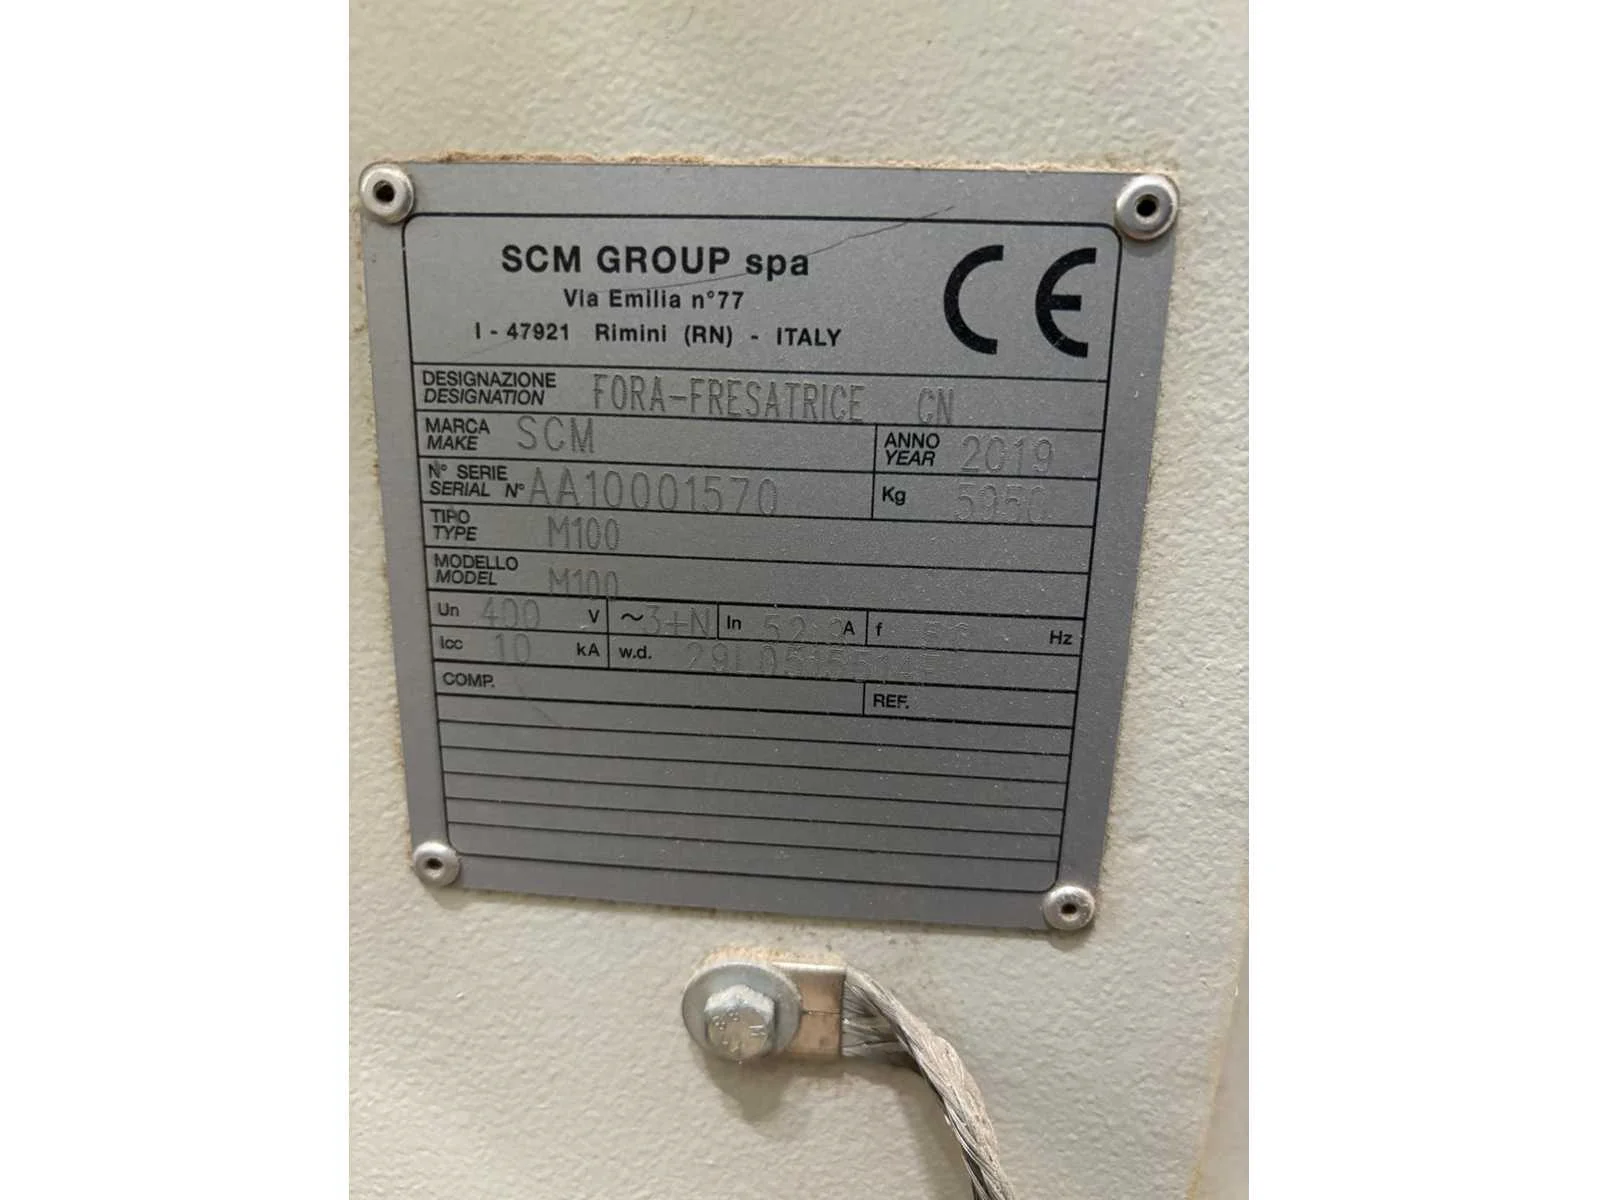 SCM GROUP spa
Via Emilia n°77
I - 47921 Rimini (RN) - ITALY
CE
DESIGNAZIONE
DESIGNATION FORA-FRESATRICE CN
MARCA
MAKE SCM
ANNO
YEAR 2019
N° SERIE
SERIAL N° AA10001570
Kg 5950
TIPO
TYPE M100
MODELLO
MODEL M100
Un 400 V ~3+N In A f Hz
Icc 10 kA w.d.
COMP.
REF.